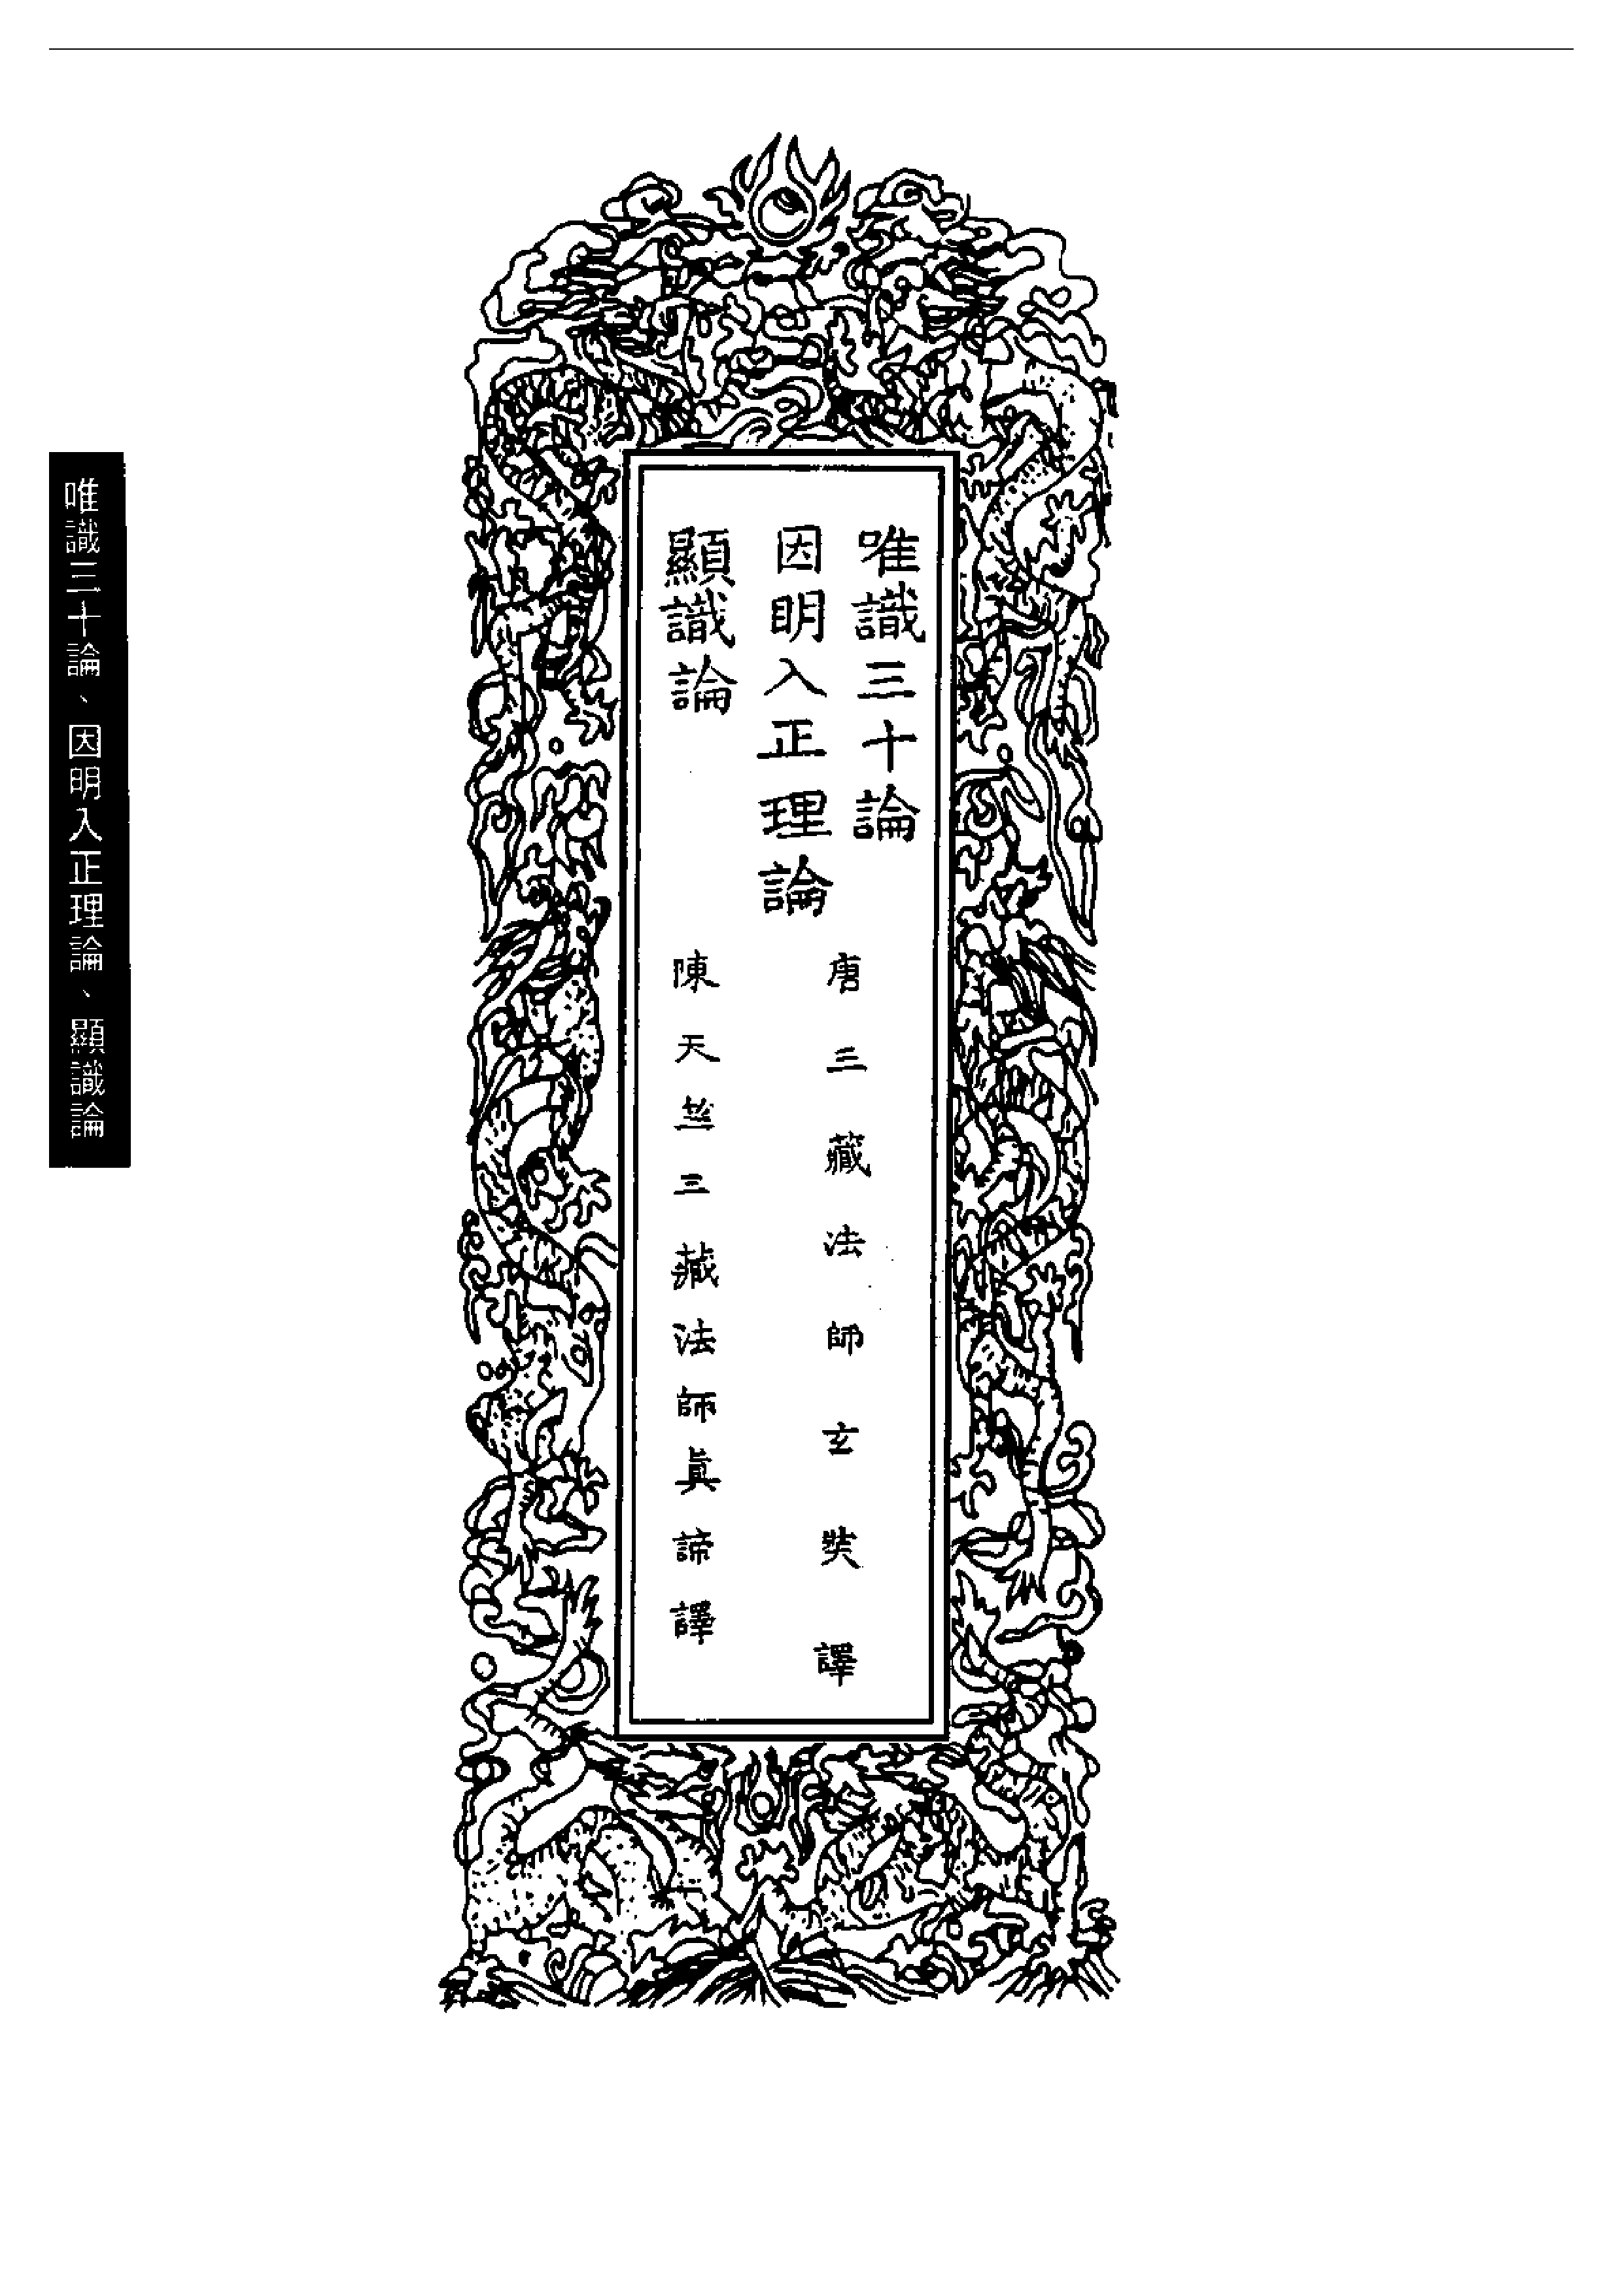 唯識三十論
因明入正理論
唐三藏法師玄奘譯
顯識論
陳天竺三藏法師眞諦譯
唯識三十論、因明入正理論、顯識論